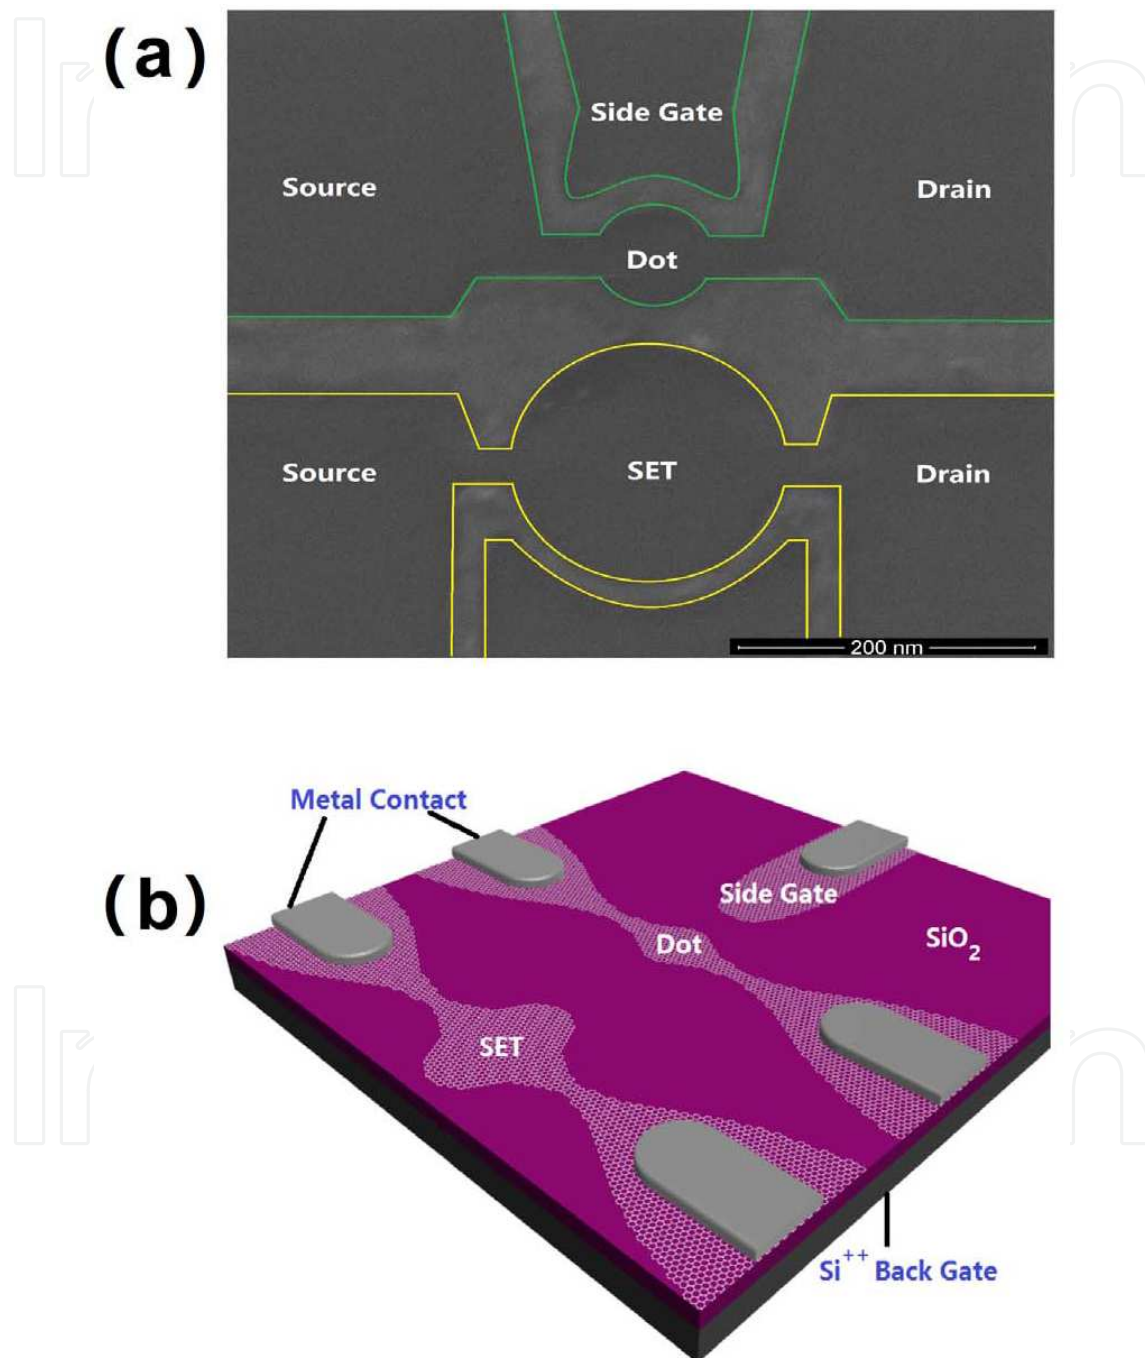 (a)
Side Gate
Source
Drain
Dot
Source
SET
Drain
200 nm
Metal Contact
(b)
Side Gate
Dot
SiO₂
SET
Si⁺⁺ Back Gate